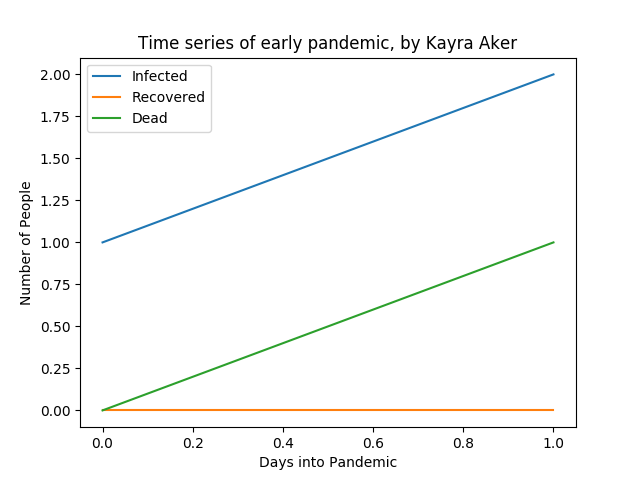 Time series of early pandemic, by Kayra Aker
Infected
Recovered
Dead
2.00
1.75
1.50
1.25
1.00
0.75
0.50
0.25
0.00
Number of People
0.0 0.2 0.4 0.6 0.8 1.0
Days into Pandemic